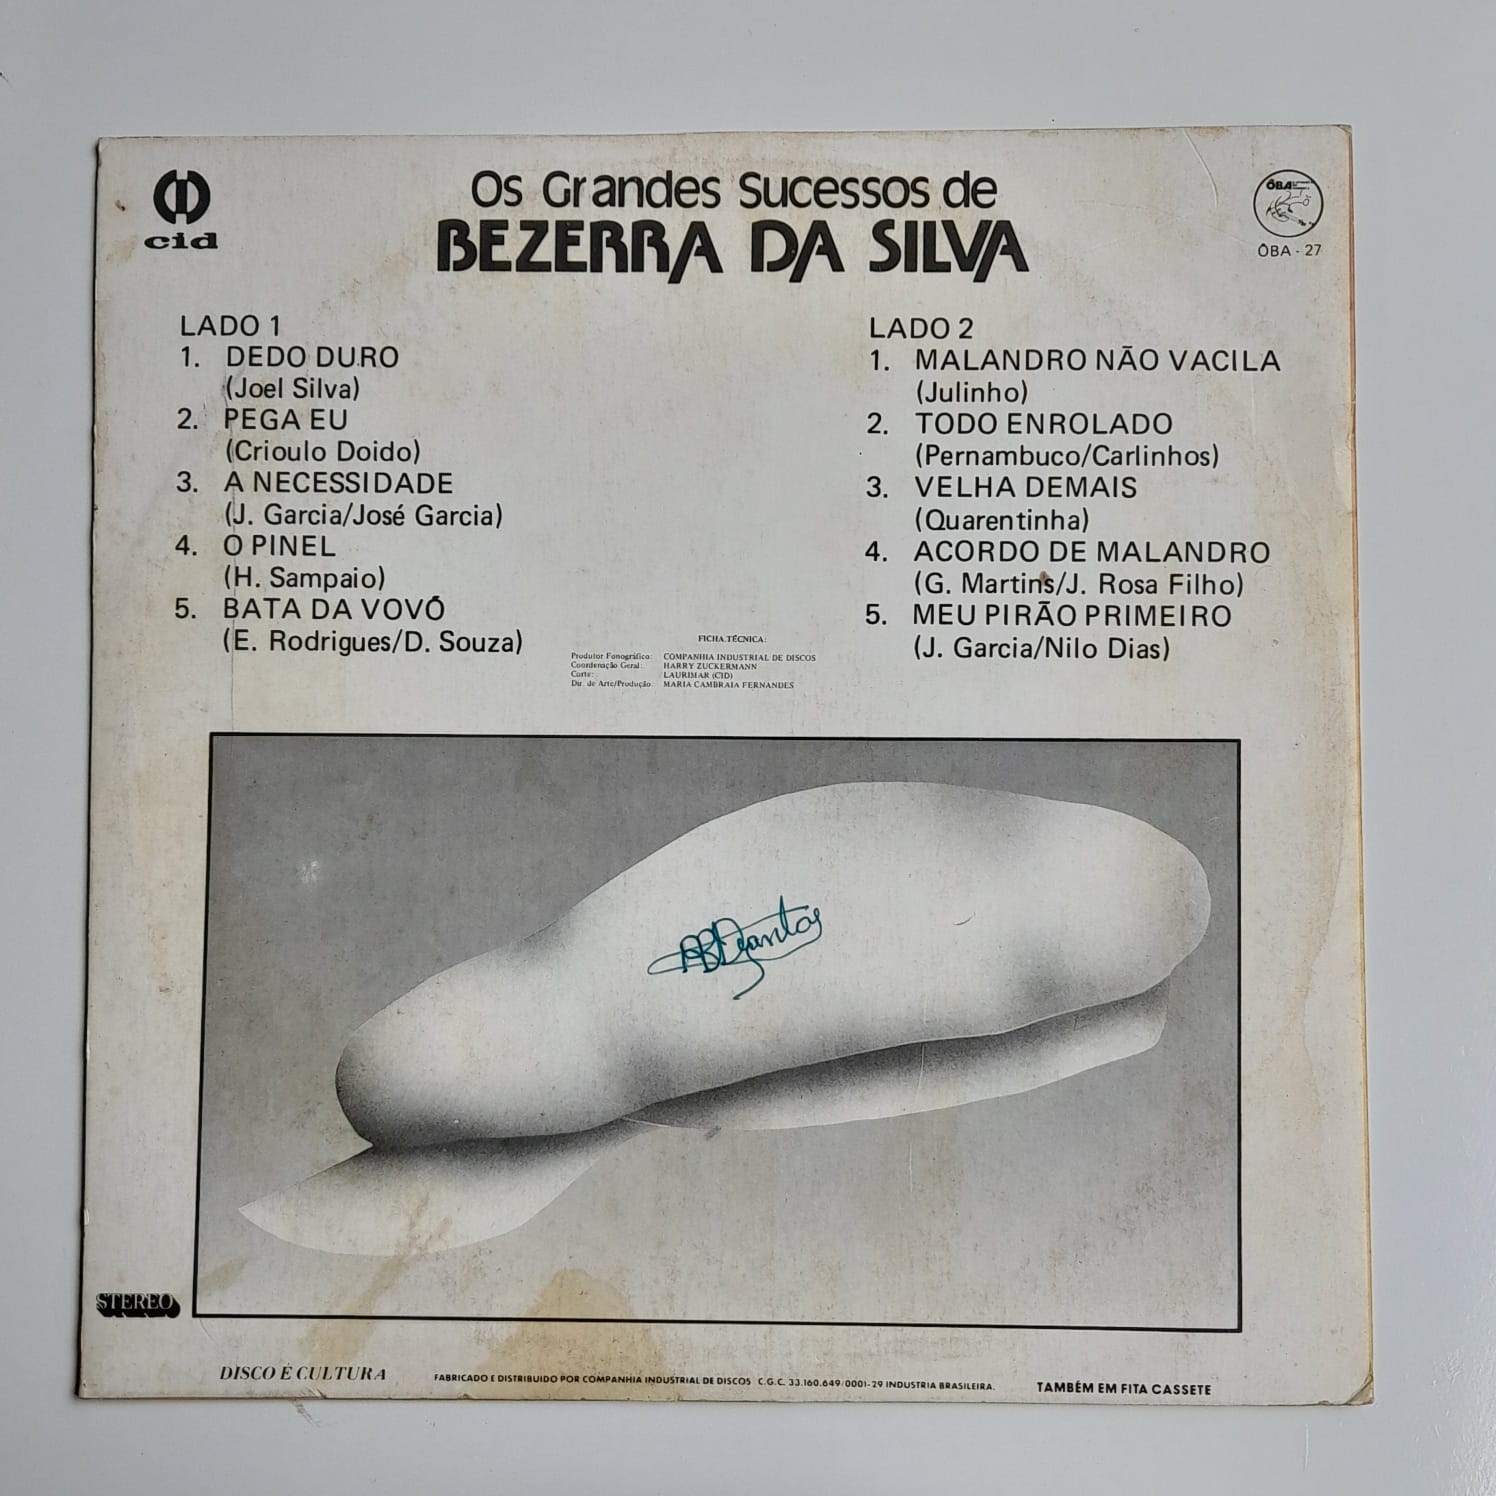 cid
Os Grandes Sucessos de
BEZERRA DA SILVA
ÔBA
ÔBA - 27
LADO 1
1. DEDO DURO
(Joel Silva)
2. PEGA EU
(Crioulo Doido)
3. A NECESSIDADE
(J. Garcia/José Garcia)
4. O PINEL
(H. Sampaio)
5. BATA DA VOVÓ
(E. Rodrigues/D. Souza)
LADO 2
1. MALANDRO NÃO VACILA
(Julinho)
2. TODO ENROLADO
(Pernambuco/Carlinhos)
3. VELHA DEMAIS
(Quarentinha)
4. ACORDO DE MALANDRO
(G. Martins/J. Rosa Filho)
5. MEU PIRÃO PRIMEIRO
(J. Garcia/Nilo Dias)
FICHA TÉCNICA:
Produtor Fonográfico: COMPANHIA INDUSTRIAL DE DISCOS
Coordenação Geral: HARRY ZUCKERMANN
Corte: LAURIMAR (CID)
Dir. de Arte/Produção: MARIA CAMBRAIA FERNANDES
STEREO
DISCO É CULTURA
FABRICADO E DISTRIBUIDO POR COMPANHIA INDUSTRIAL DE DISCOS C.G.C. 33.160.649/0001-29 INDUSTRIA BRASILEIRA.
TAMBÉM EM FITA CASSETE